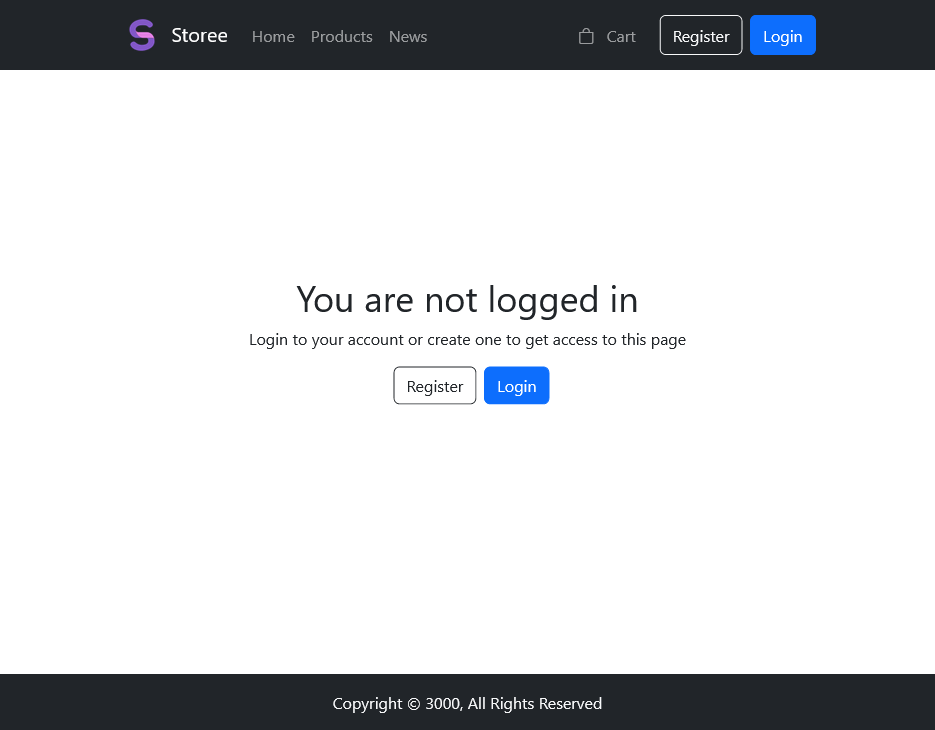 Storee Home Products News Cart Register Login
You are not logged in
Login to your account or create one to get access to this page
Register Login
Copyright © 3000, All Rights Reserved